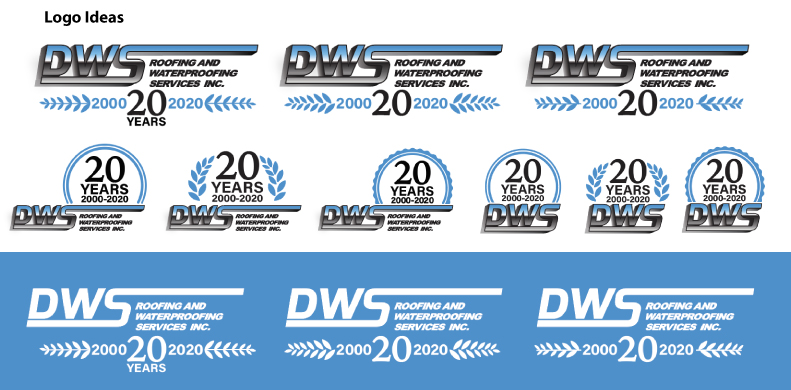 Logo Ideas
DWS ROOFING AND
WATERPROOFING
SERVICES INC.
2000 20 2020
YEARS
DWS ROOFING AND
WATERPROOFING
SERVICES INC.
2000 20 2020
DWS ROOFING AND
WATERPROOFING
SERVICES INC.
2000 20 2020
20
YEARS
2000-2020
DWS ROOFING AND
WATERPROOFING
SERVICES INC.
20
YEARS
2000-2020
DWS ROOFING AND
WATERPROOFING
SERVICES INC.
20
YEARS
2000-2020
DWS ROOFING AND
WATERPROOFING
SERVICES INC.
20
YEARS
2000-2020
DWS
20
YEARS
2000-2020
DWS
20
YEARS
2000-2020
DWS
DWS ROOFING AND
WATERPROOFING
SERVICES INC.
2000 20 2020
YEARS
DWS ROOFING AND
WATERPROOFING
SERVICES INC.
2000 20 2020
DWS ROOFING AND
WATERPROOFING
SERVICES INC.
2000 20 2020